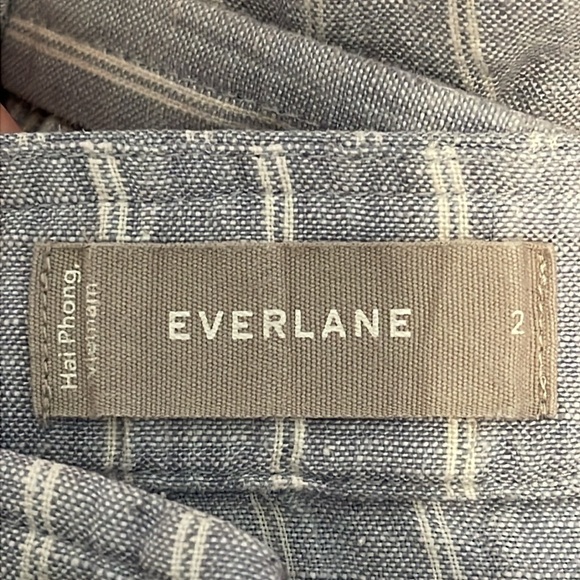 Hai Phong,
Vietnam
EVERLANE
2